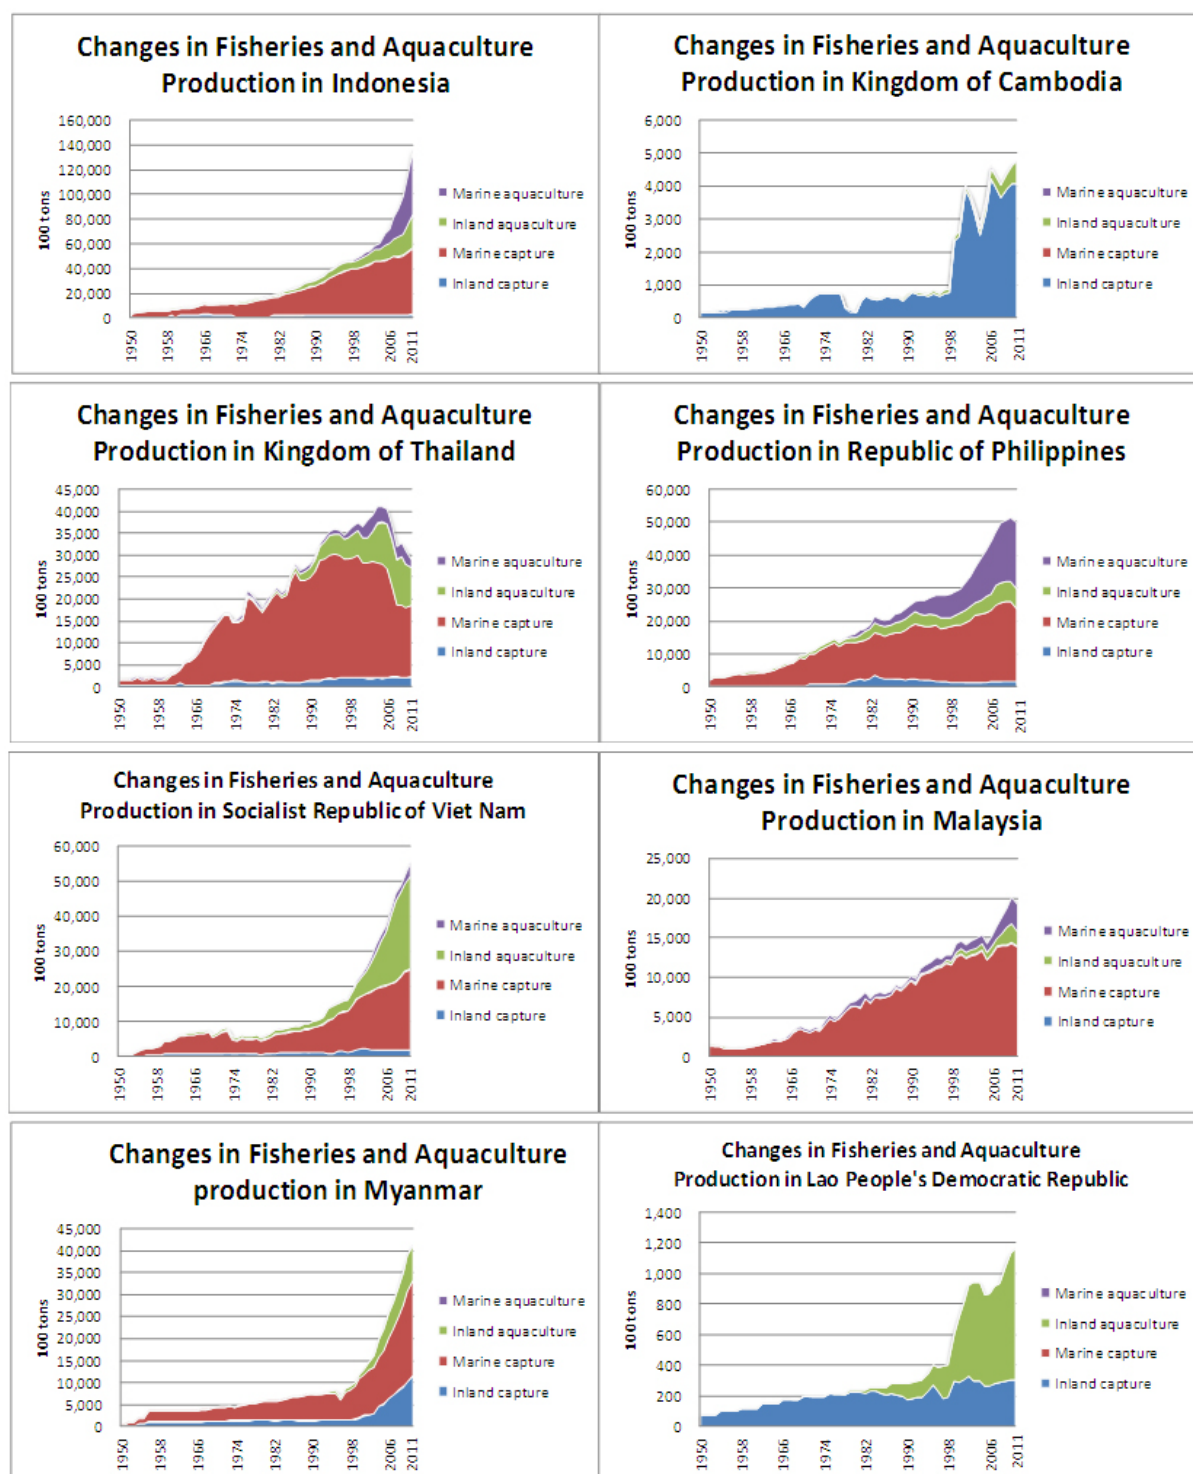 Changes in Fisheries and Aquaculture
Production in Indonesia
160,000
140,000
120,000
100,000
80,000
60,000
40,000
20,000
0
100 tons
1950
1958
1966
1974
1982
1990
1998
2006
2011
Marine aquaculture
Inland aquaculture
Marine capture
Inland capture
Changes in Fisheries and Aquaculture
Production in Kingdom of Cambodia
6,000
5,000
4,000
3,000
2,000
1,000
0
100 tons
1950
1958
1966
1974
1982
1990
1998
2006
2011
Marine aquaculture
Inland aquaculture
Marine capture
Inland capture
Changes in Fisheries and Aquaculture
Production in Kingdom of Thailand
45,000
40,000
35,000
30,000
25,000
20,000
15,000
10,000
5,000
0
100 tons
1950
1958
1966
1974
1982
1990
1998
2006
2011
Marine aquaculture
Inland aquaculture
Marine capture
Inland capture
Changes in Fisheries and Aquaculture
Production in Republic of Philippines
60,000
50,000
40,000
30,000
20,000
10,000
0
100 tons
1950
1958
1966
1974
1982
1990
1998
2006
2011
Marine aquaculture
Inland aquaculture
Marine capture
Inland capture
Changes in Fisheries and Aquaculture
Production in Socialist Republic of Viet Nam
60,000
50,000
40,000
30,000
20,000
10,000
0
100 tons
1950
1958
1966
1974
1982
1990
1998
2006
2011
Marine aquaculture
Inland aquaculture
Marine capture
Inland capture
Changes in Fisheries and Aquaculture
Production in Malaysia
25,000
20,000
15,000
10,000
5,000
0
100 tons
1950
1958
1966
1974
1982
1990
1998
2006
2011
Marine aquaculture
Inland aquaculture
Marine capture
Inland capture
Changes in Fisheries and Aquaculture
production in Myanmar
45,000
40,000
35,000
30,000
25,000
20,000
15,000
10,000
5,000
0
100 tons
1950
1958
1966
1974
1982
1990
1998
2006
2011
Marine aquaculture
Inland aquaculture
Marine capture
Inland capture
Changes in Fisheries and Aquaculture
Production in Lao People's Democratic Republic
1,400
1,200
1,000
800
600
400
200
0
100 tons
1950
1958
1966
1974
1982
1990
1998
2006
2011
Marine aquaculture
Inland aquaculture
Marine capture
Inland capture